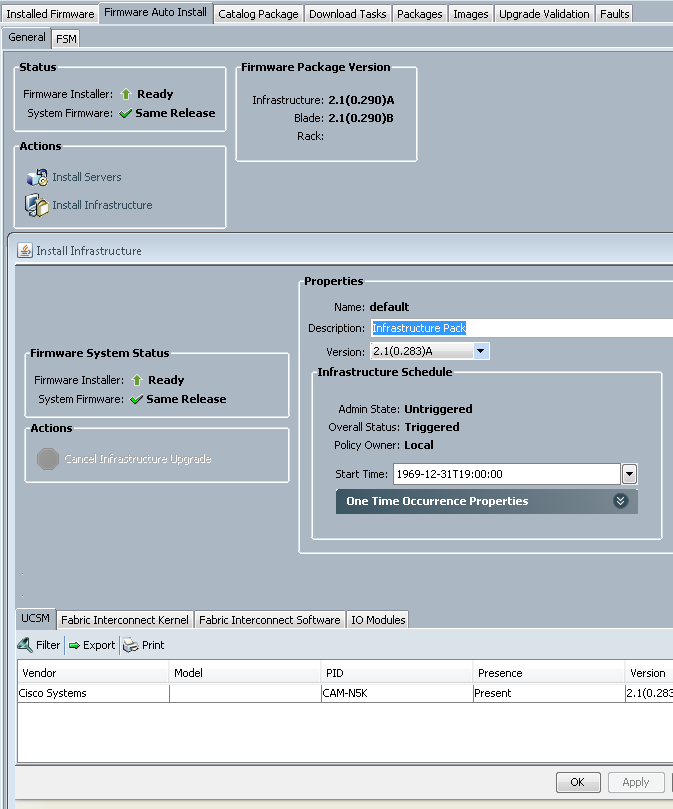 Installed Firmware Firmware Auto Install Catalog Package Download Tasks Packages Images Upgrade Validation Faults
General FSM
Status
Firmware Installer: Ready
System Firmware: Same Release
Firmware Package Version
Infrastructure: 2.1(0.290)A
Blade: 2.1(0.290)B
Rack:
Actions
Install Servers
Install Infrastructure
Install Infrastructure
Firmware System Status
Firmware Installer: Ready
System Firmware: Same Release
Actions
Cancel Infrastructure Upgrade
Properties
Name: default
Description: Infrastructure Pack
Version: 2.1(0.283)A
Infrastructure Schedule
Admin State: Untriggered
Overall Status: Triggered
Policy Owner: Local
Start Time: 1969-12-31T19:00:00
One Time Occurrence Properties
UCSM Fabric Interconnect Kernel Fabric Interconnect Software IO Modules
Filter Export Print
Vendor Model PID Presence Version
Cisco Systems CAM-N5K Present 2.1(0.283
OK Apply